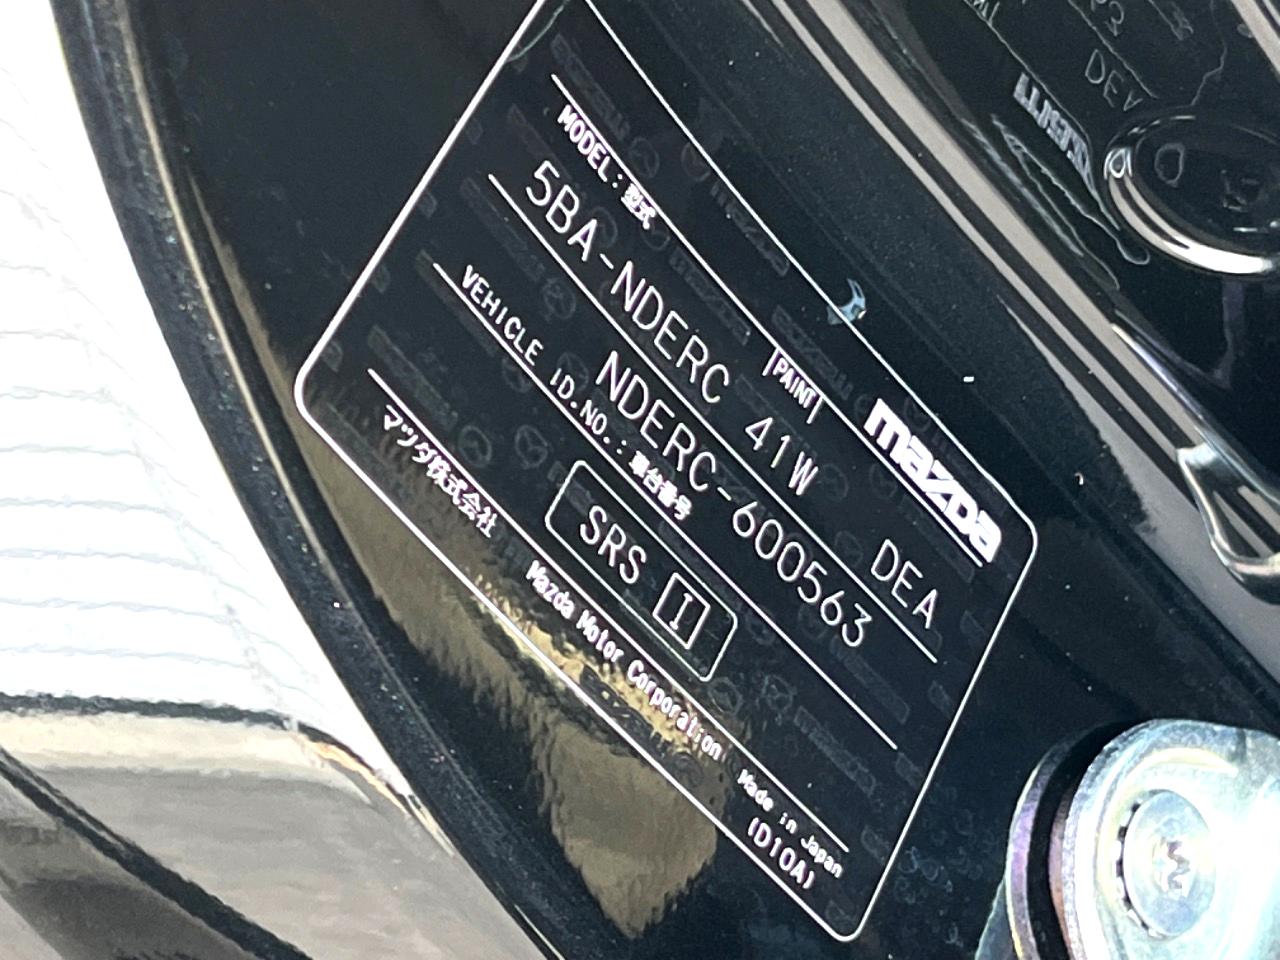 mazda
MODEL:型式 PAINT
5BA-NDERC 41W DEA
NDERC-600563
VEHICLE ID.NO.:車台番号
SRS I
マツダ株式会社 Mazda Motor Corporation Made in Japan
(D10A)
DEA